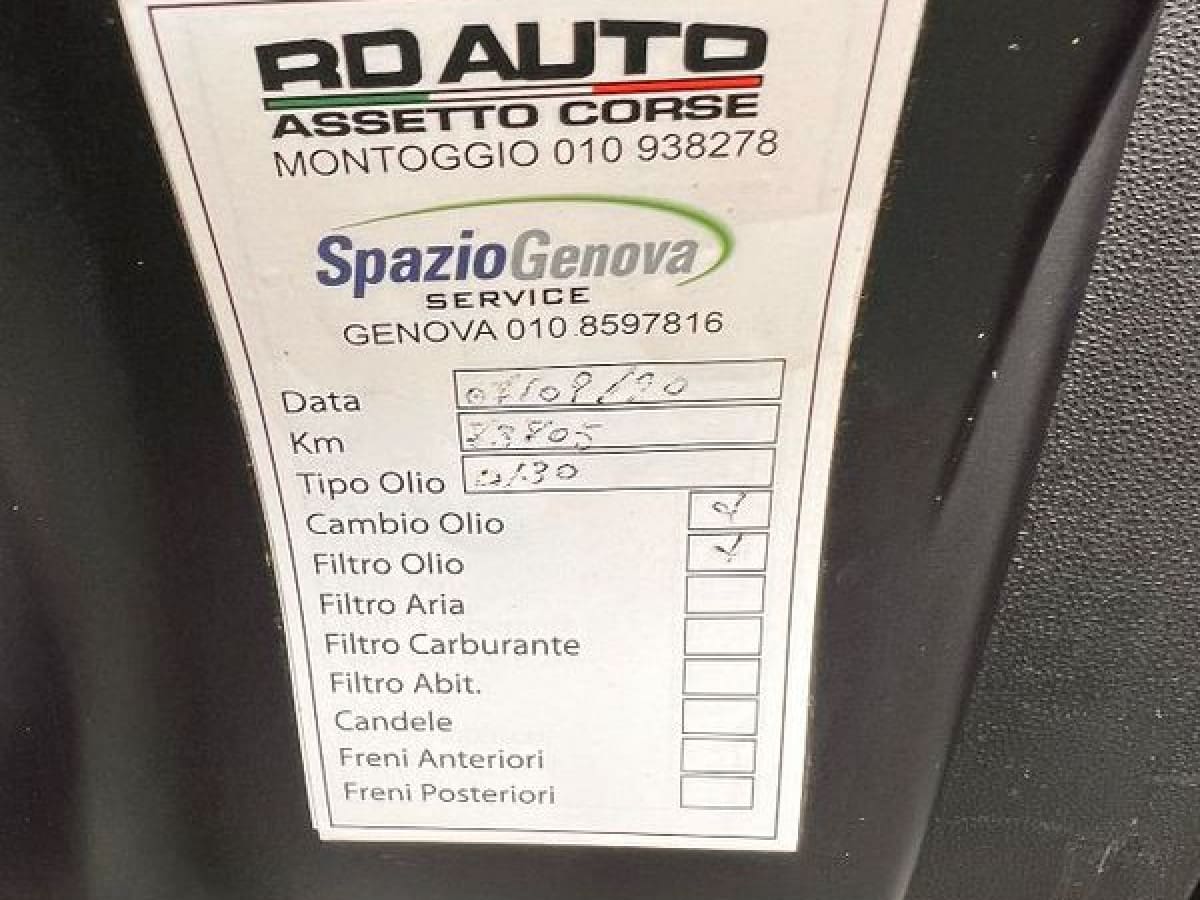 RD AUTO
ASSETTO CORSE
MONTOGGIO 010 938278
SpazioGenova
SERVICE
GENOVA 010 8597816
Data
Km
Tipo Olio
Cambio Olio
Filtro Olio
Filtro Aria
Filtro Carburante
Filtro Abit.
Candele
Freni Anteriori
Freni Posteriori